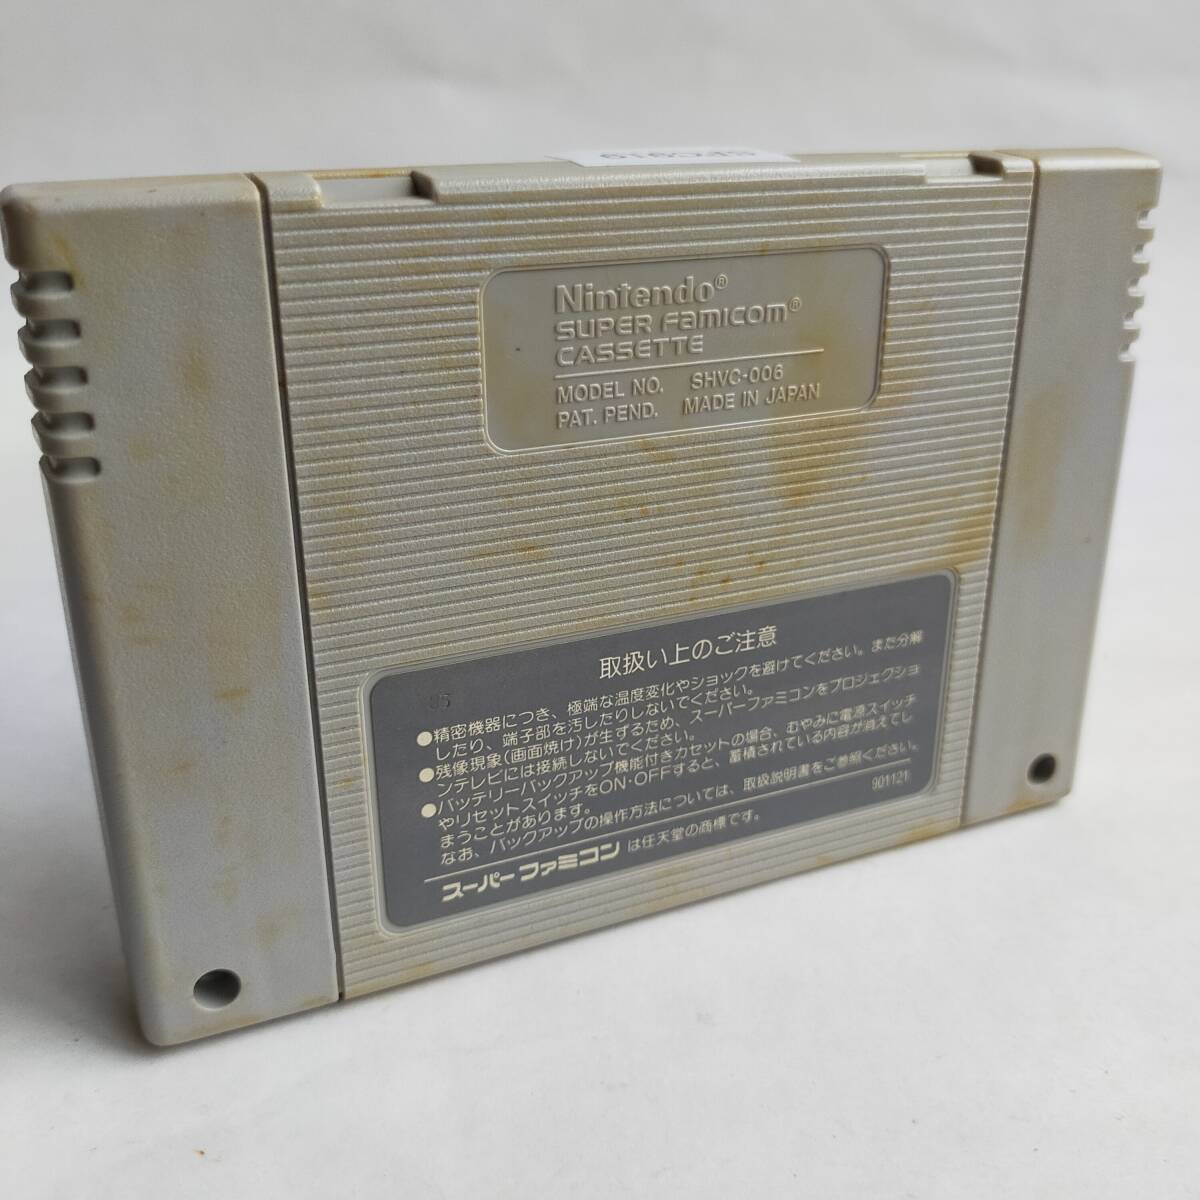 SFC919
Nintendo®
SUPER FAMICOM®
CASSETTE
MODEL NO. SHVC-006
PAT. PEND. MADE IN JAPAN
取扱い上のご注意
●精密機器につき、極端な温度変化やショックを避けてください。また分解
したり、端子部を汚したりしないでください。
●残像現象(画面焼け)が生ずるため、スーパーファミコンをプロジェクショ
ンテレビには接続しないでください。
●バッテリーバックアップ機能付きカセットの場合、むやみに電源スイッチ
やリセットスイッチをON・OFFすると、蓄積されている内容が消えてし
まうことがあります。
なお、バックアップの操作方法については、取扱説明書をご参照ください。
901121
スーパーファミコン は任天堂の商標です。